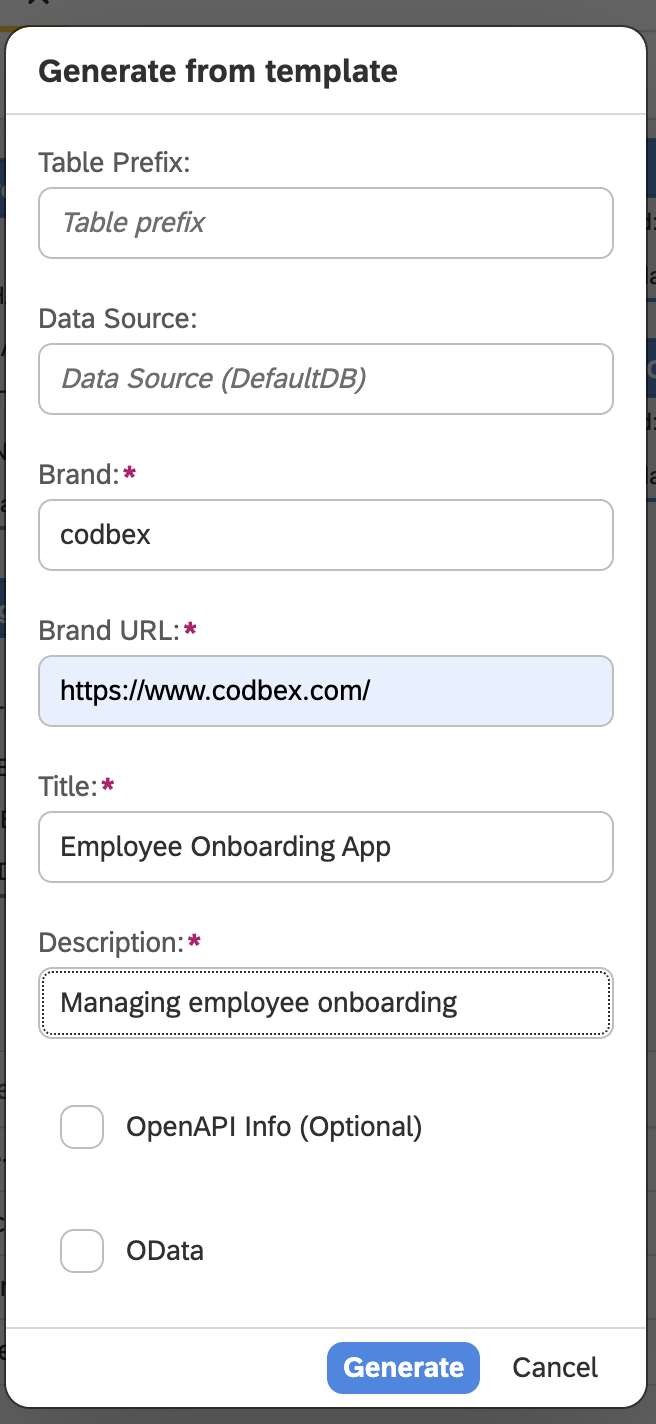 Generate from template
Table Prefix:
Table prefix
Data Source:
Data Source (DefaultDB)
Brand:*
codbex
Brand URL:*
https://www.codbex.com/
Title:*
Employee Onboarding App
Description:*
Managing employee onboarding
OpenAPI Info (Optional)
OData
Generate Cancel